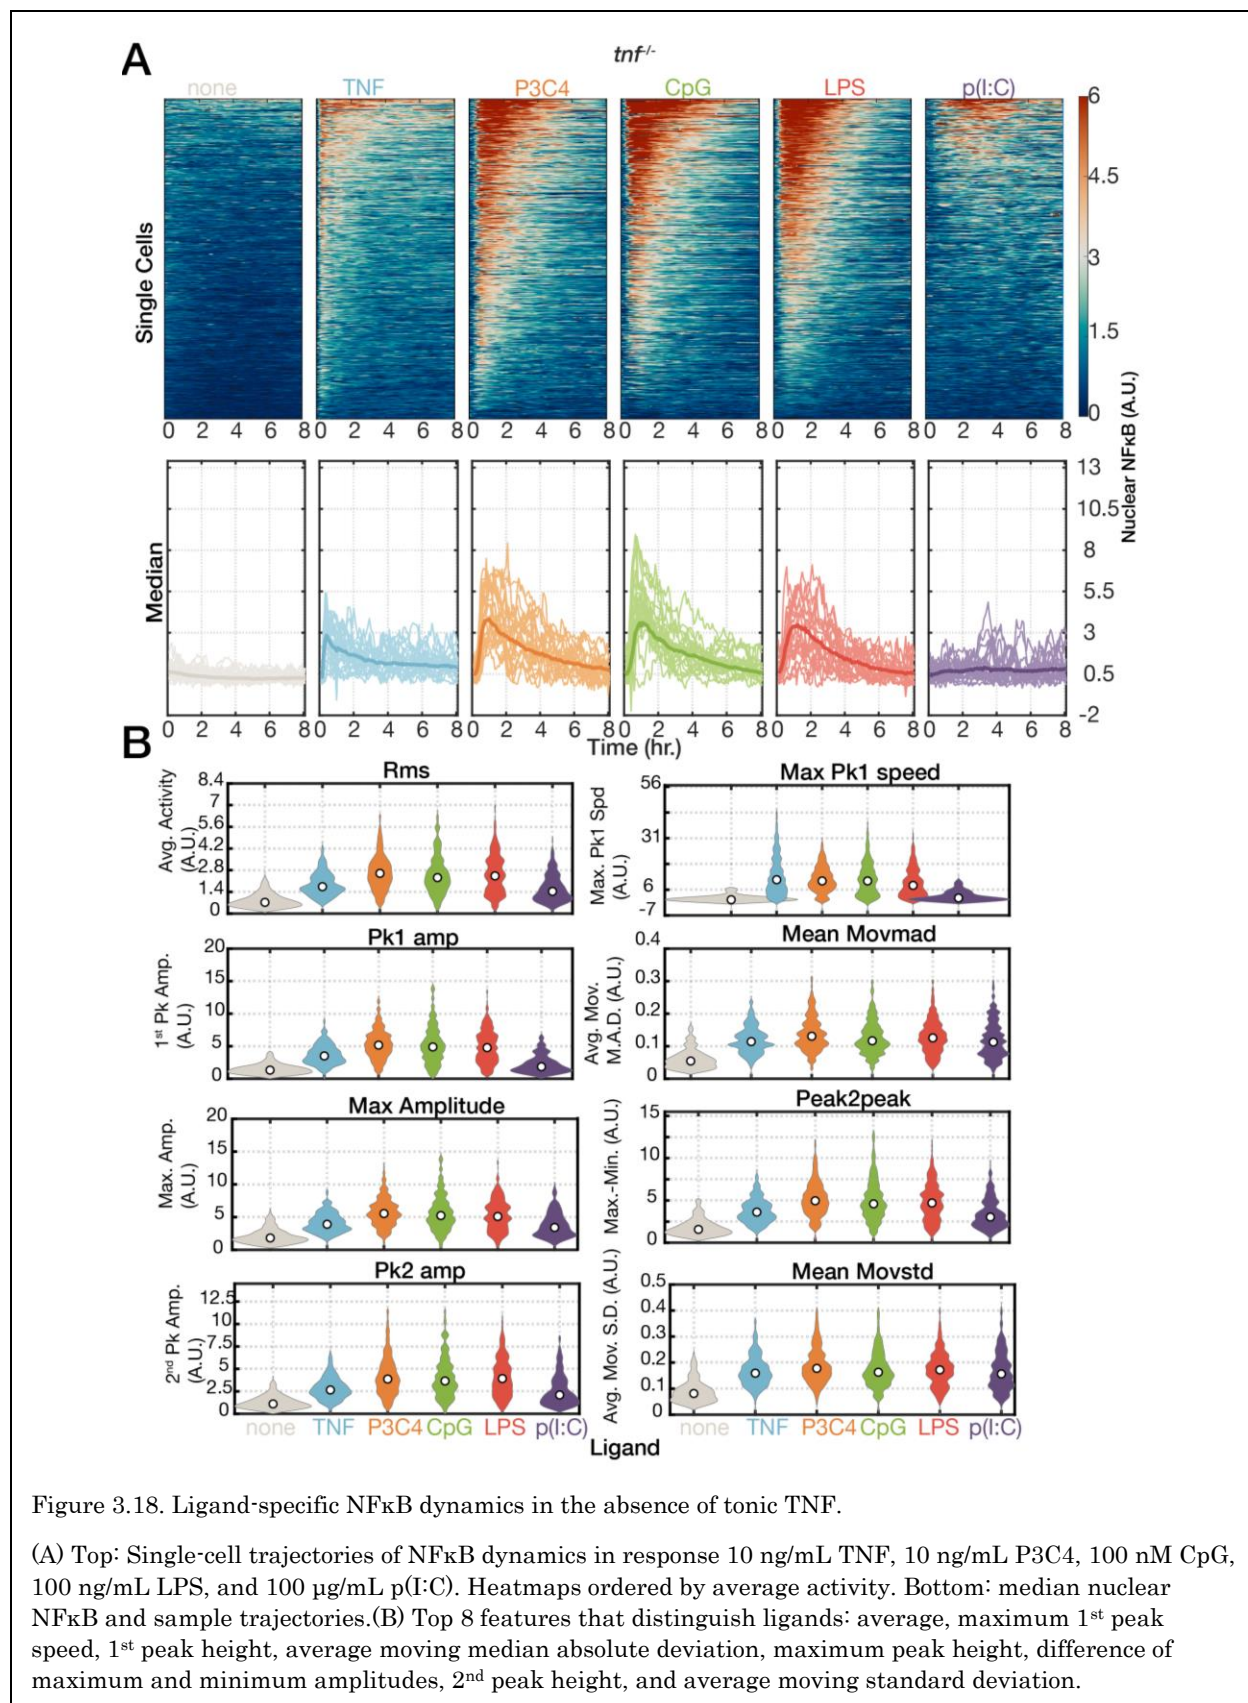 A
tnf-/-
none TNF P3C4 CpG LPS p(I:C)
Single Cells
6
4.5
3
1.5
0
Nuclear NFκB (A.U.)
0 2 4 6 8 0 2 4 6 8 0 2 4 6 8 0 2 4 6 8 0 2 4 6 8 0 2 4 6 8
Median
13
10.5
8
5.5
3
0.5
-2
0 2 4 6 8 0 2 4 6 8 0 2 4 6 8 0 2 4 6 8 0 2 4 6 8 0 2 4 6 8
Time (hr.)
B
Rms
Avg. Activity
(A.U.)
8.4
7
5.6
4.2
2.8
1.4
0
Max Pk1 speed
Max. Pk1 Spd
(A.U.)
56
31
6
-7
Pk1 amp
1st Pk Amp.
(A.U.)
20
15
10
5
0
Mean Movmad
Avg. Mov.
M.A.D. (A.U.)
0.4
0.3
0.2
0.1
0
Max Amplitude
Max. Amp.
(A.U.)
20
15
10
5
0
Peak2peak
Max.-Min. (A.U.)
15
10
5
0
Pk2 amp
2nd Pk Amp.
(A.U.)
12.5
10
7.5
5
2.5
0
none TNF P3C4 CpG LPS p(I:C)
Mean Movstd
Avg. Mov. S.D. (A.U.)
0.5
0.4
0.3
0.2
0.1
0
none TNF P3C4 CpG LPS p(I:C)
Ligand
Figure 3.18. Ligand-specific NFκB dynamics in the absence of tonic TNF.
(A) Top: Single-cell trajectories of NFκB dynamics in response 10 ng/mL TNF, 10 ng/mL P3C4, 100 nM CpG,
100 ng/mL LPS, and 100 µg/mL p(I:C). Heatmaps ordered by average activity. Bottom: median nuclear
NFκB and sample trajectories.(B) Top 8 features that distinguish ligands: average, maximum 1st peak
speed, 1st peak height, average moving median absolute deviation, maximum peak height, difference of
maximum and minimum amplitudes, 2nd peak height, and average moving standard deviation.